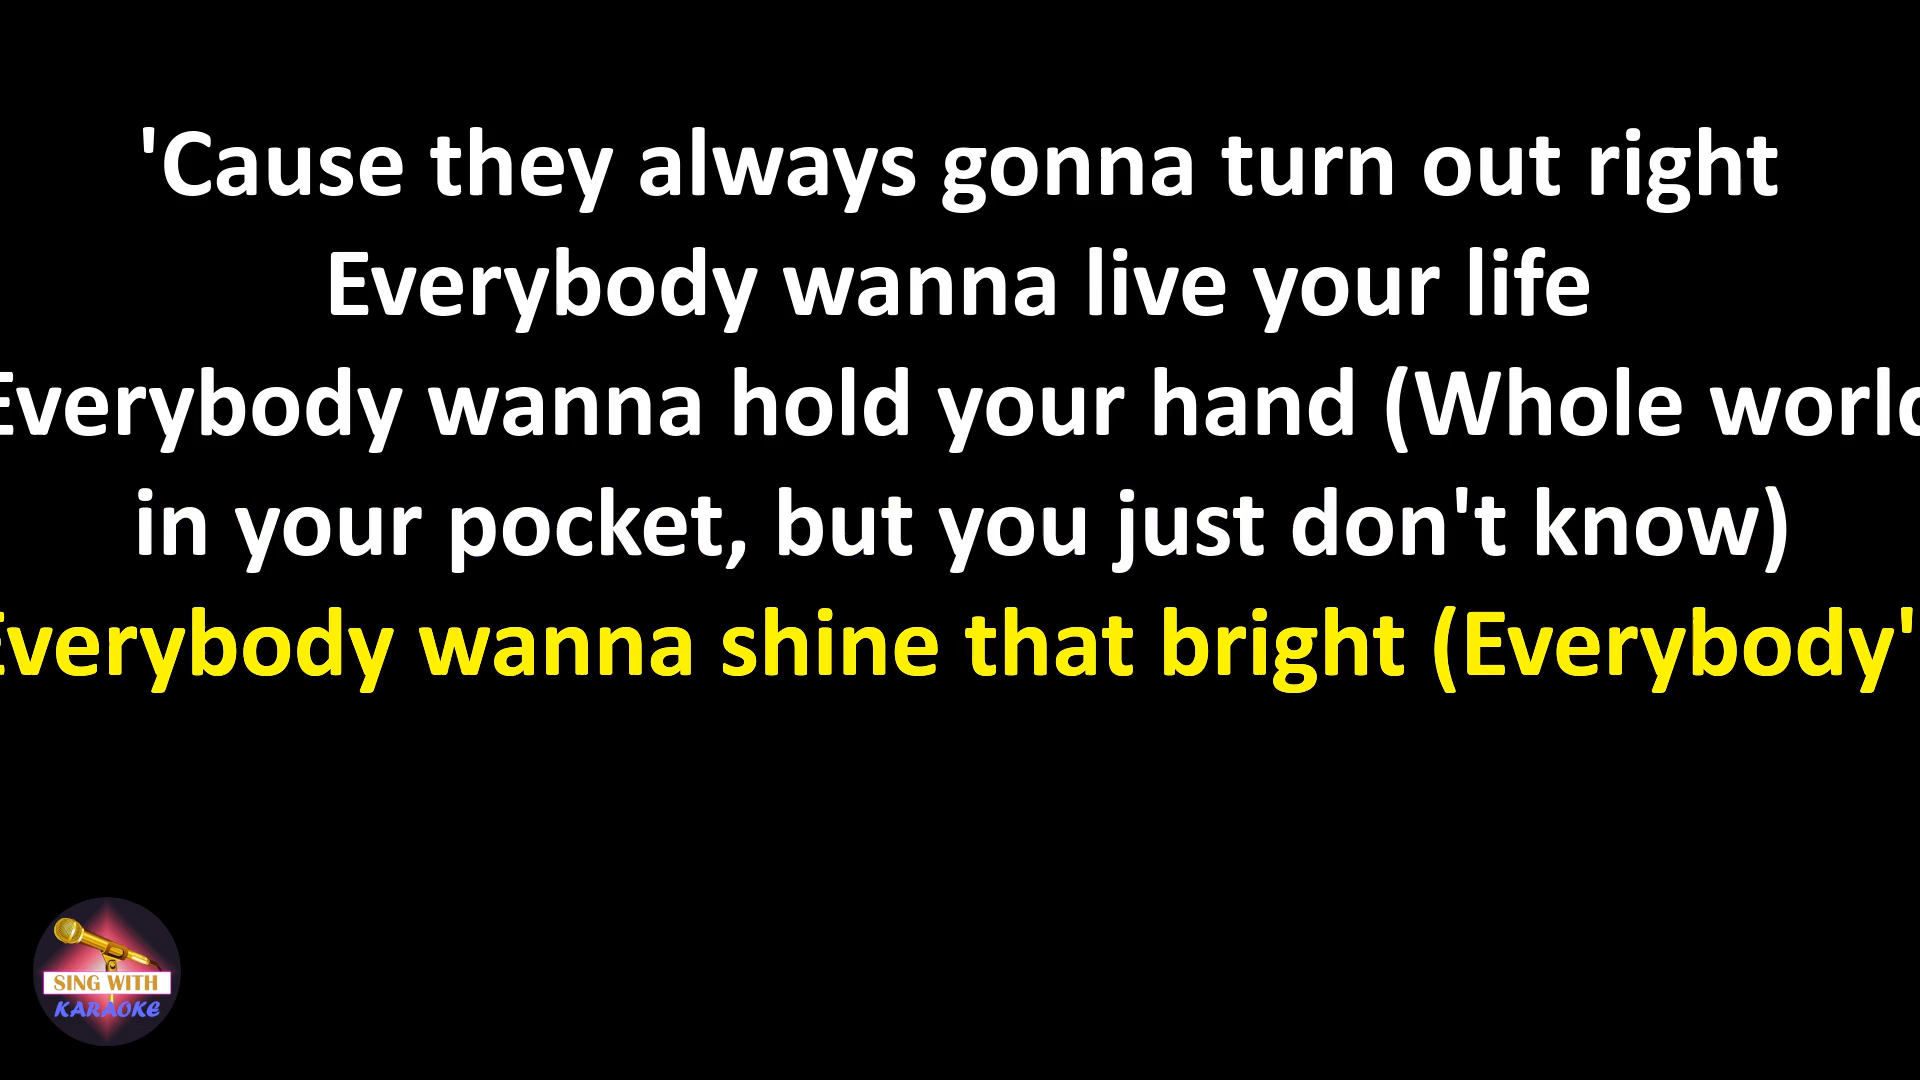 'Cause they always gonna turn out right
Everybody wanna live your life
Everybody wanna hold your hand (Whole world
in your pocket, but you just don't know)
Everybody wanna shine that bright (Everybody'
SING WITH
KARAOKE